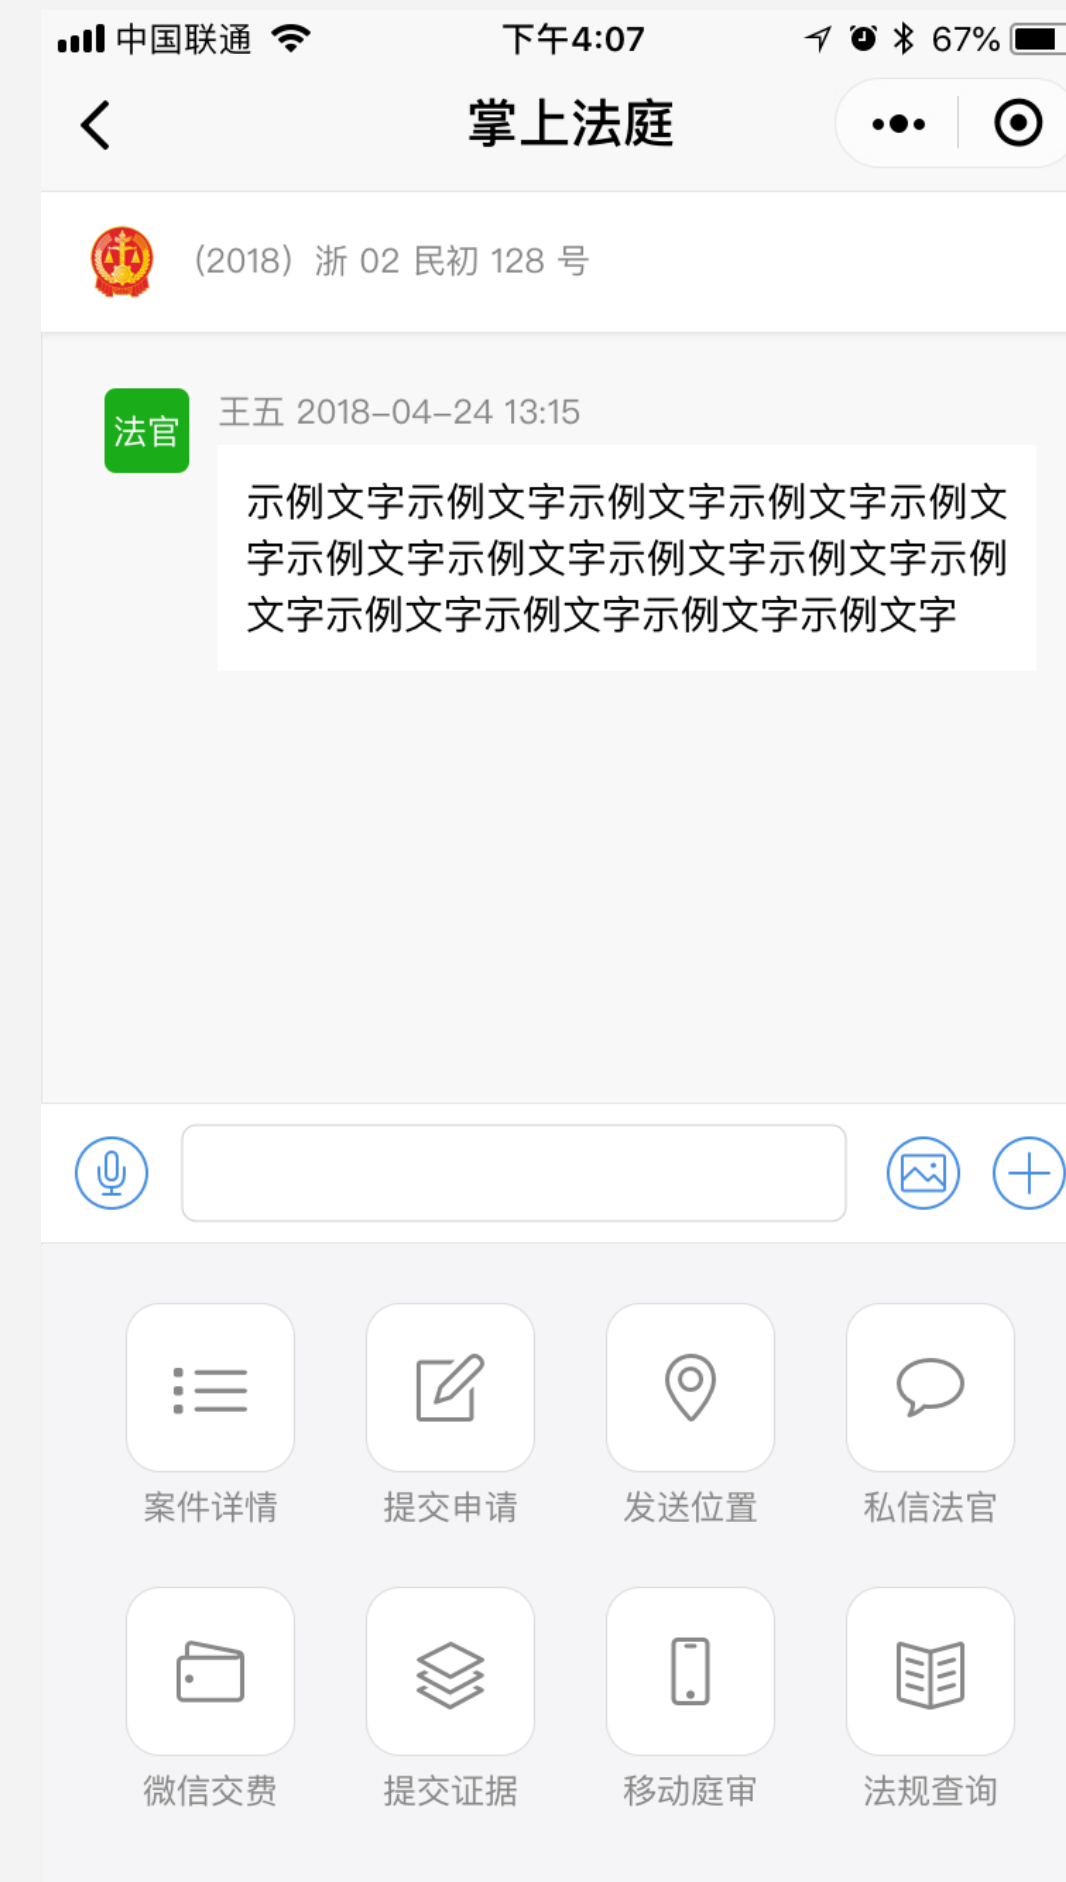 中国联通
下午4:07
67%
掌上法庭
（2018）浙 02 民初 128 号
法官
王五 2018-04-24 13:15
示例文字示例文字示例文字示例文字示例文
字示例文字示例文字示例文字示例文字示例
文字示例文字示例文字示例文字示例文字
案件详情
提交申请
发送位置
私信法官
微信交费
提交证据
移动庭审
法规查询